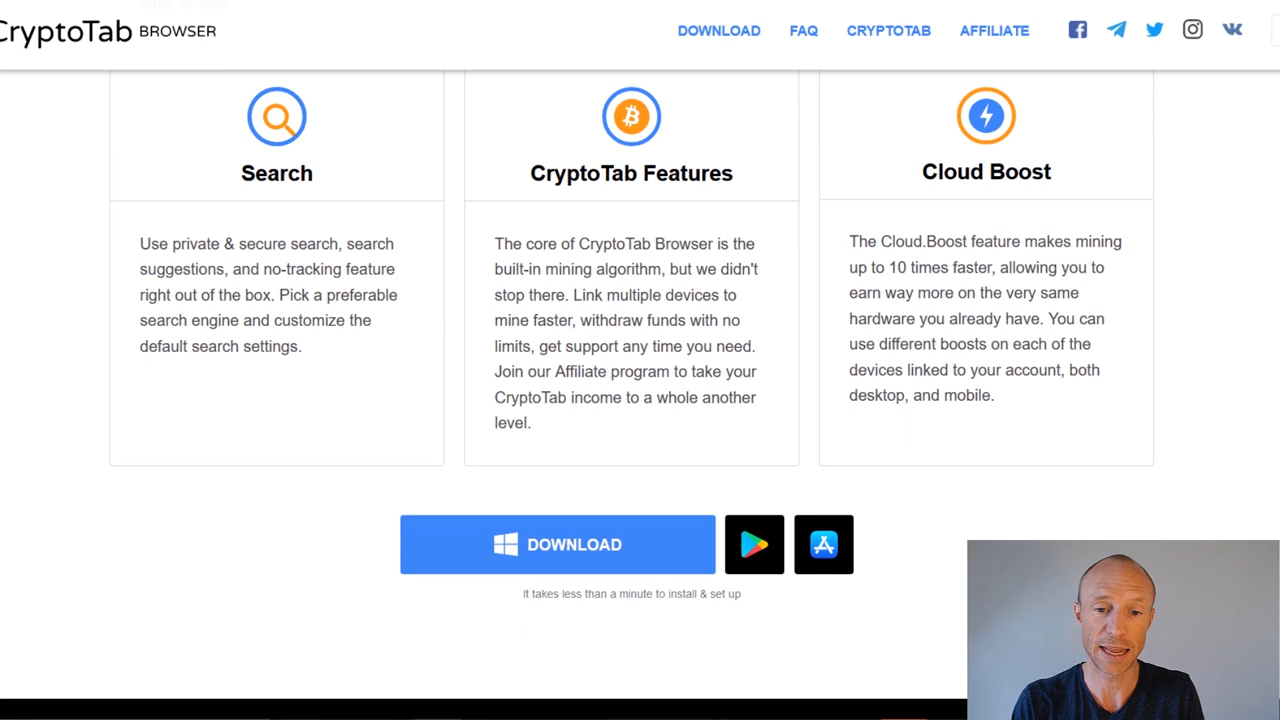 CryptoTab BROWSER
DOWNLOAD FAQ CRYPTOTAB AFFILIATE
Search
Use private & secure search, search
suggestions, and no-tracking feature
right out of the box. Pick a preferable
search engine and customize the
default search settings.
CryptoTab Features
The core of CryptoTab Browser is the
built-in mining algorithm, but we didn't
stop there. Link multiple devices to
mine faster, withdraw funds with no
limits, get support any time you need.
Join our Affiliate program to take your
CryptoTab income to a whole another
level.
Cloud Boost
The Cloud.Boost feature makes mining
up to 10 times faster, allowing you to
earn way more on the very same
hardware you already have. You can
use different boosts on each of the
devices linked to your account, both
desktop, and mobile.
DOWNLOAD
It takes less than a minute to install & set up